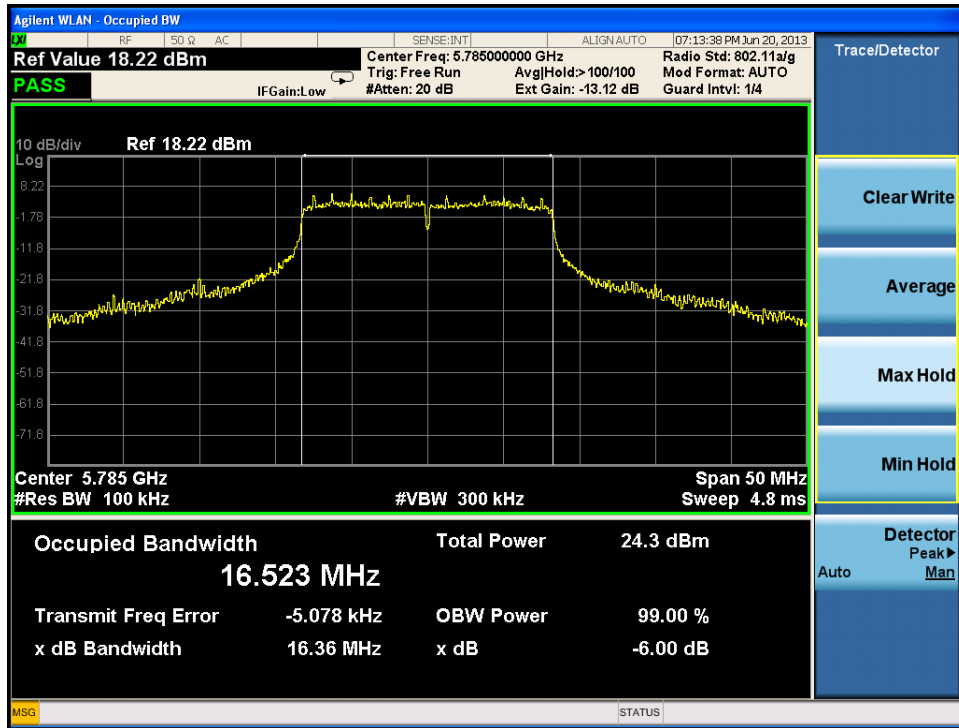 Agilent WLAN - Occupied BW
LXI RF 50 Ω AC SENSE:INT ALIGN AUTO 07:13:38 PM Jun 20, 2013
Ref Value 18.22 dBm Center Freq: 5.785000000 GHz Radio Std: 802.11a/g
Trig: Free Run Avg|Hold:>100/100 Mod Format: AUTO
PASS IFGain:Low #Atten: 20 dB Ext Gain: -13.12 dB Guard Intvl: 1/4
Trace/Detector
10 dB/div Ref 18.22 dBm
Log
8.22
-1.78
-11.8
-21.8
-31.8
-41.8
-51.8
-61.8
-71.8
Center 5.785 GHz Span 50 MHz
#Res BW 100 kHz #VBW 300 kHz Sweep 4.8 ms
Occupied Bandwidth Total Power 24.3 dBm
16.523 MHz
Transmit Freq Error -5.078 kHz OBW Power 99.00 %
x dB Bandwidth 16.36 MHz x dB -6.00 dB
Clear Write
Average
Max Hold
Min Hold
Detector
Peak▶
Auto Man
MSG STATUS